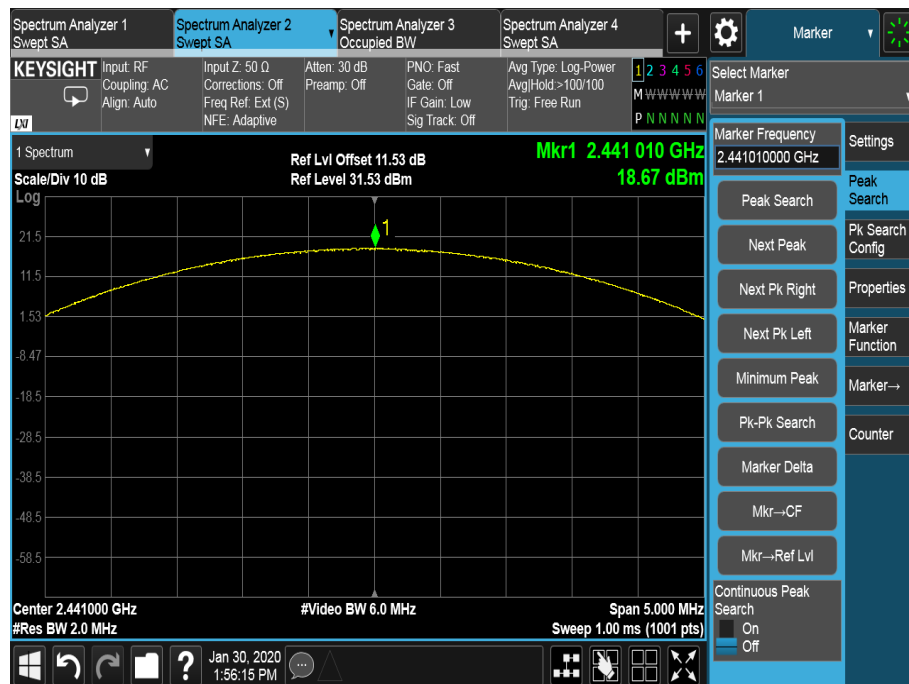 Spectrum Analyzer 1
Swept SA
Spectrum Analyzer 2
Swept SA
Spectrum Analyzer 3
Occupied BW
Spectrum Analyzer 4
Swept SA
+
Marker
KEYSIGHT
LXI
Input: RF
Coupling: AC
Align: Auto
Input Z: 50 Ω
Corrections: Off
Freq Ref: Ext (S)
NFE: Adaptive
Atten: 30 dB
Preamp: Off
PNO: Fast
Gate: Off
IF Gain: Low
Sig Track: Off
Avg Type: Log-Power
Avg|Hold:>100/100
Trig: Free Run
1 2 3 4 5 6
M W W W W W
P N N N N N
Select Marker
Marker 1
1 Spectrum
Scale/Div 10 dB
Log
Ref Lvl Offset 11.53 dB
Ref Level 31.53 dBm
Mkr1 2.441 010 GHz
18.67 dBm
1
21.5
11.5
1.53
-8.47
-18.5
-28.5
-38.5
-48.5
-58.5
Center 2.441000 GHz
#Res BW 2.0 MHz
#Video BW 6.0 MHz
Span 5.000 MHz
Sweep 1.00 ms (1001 pts)
Marker Frequency
2.441010000 GHz
Peak Search
Next Peak
Next Pk Right
Next Pk Left
Minimum Peak
Pk-Pk Search
Marker Delta
Mkr→CF
Mkr→Ref Lvl
Continuous Peak
Search
On
Off
Settings
Peak
Search
Pk Search
Config
Properties
Marker
Function
Marker→
Counter
?
Jan 30, 2020
1:56:15 PM